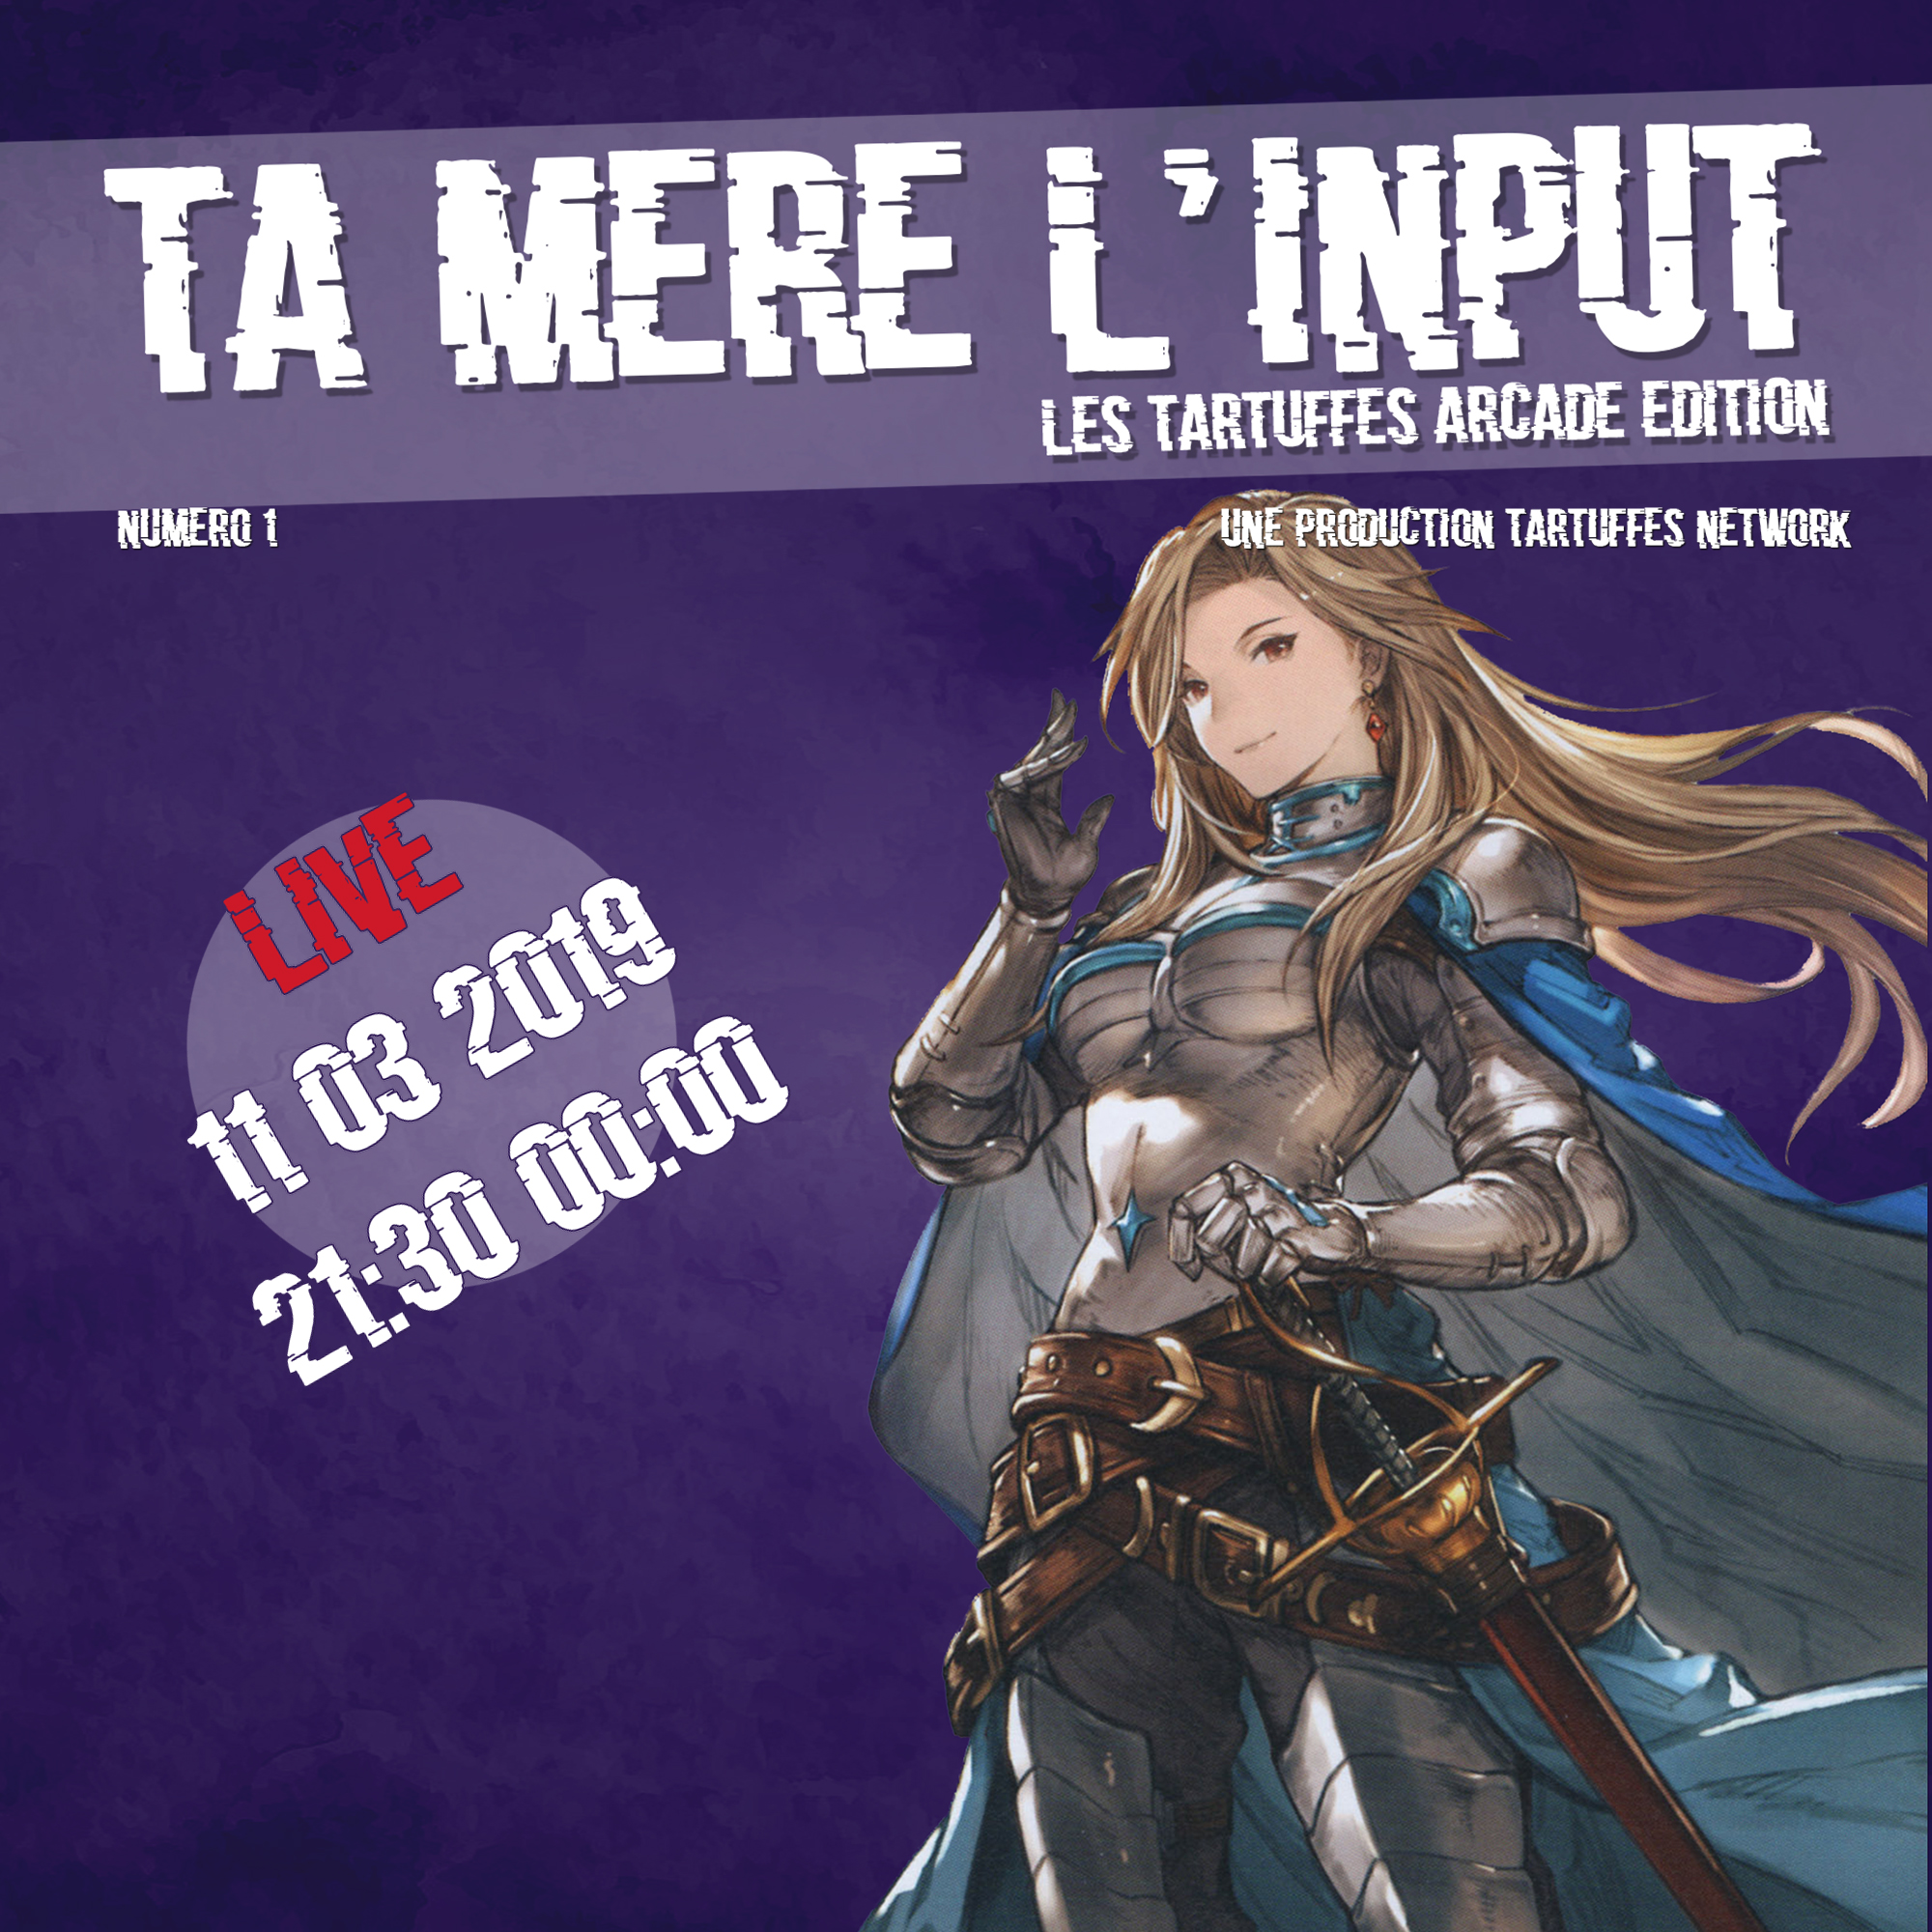 TA MERE L'INPUT
LES TARTUFFES ARCADE EDITION
NUMERO 1
UNE PRODUCTION TARTUFFES NETWORK
LIVE
11 03 2019
21:30 00:00